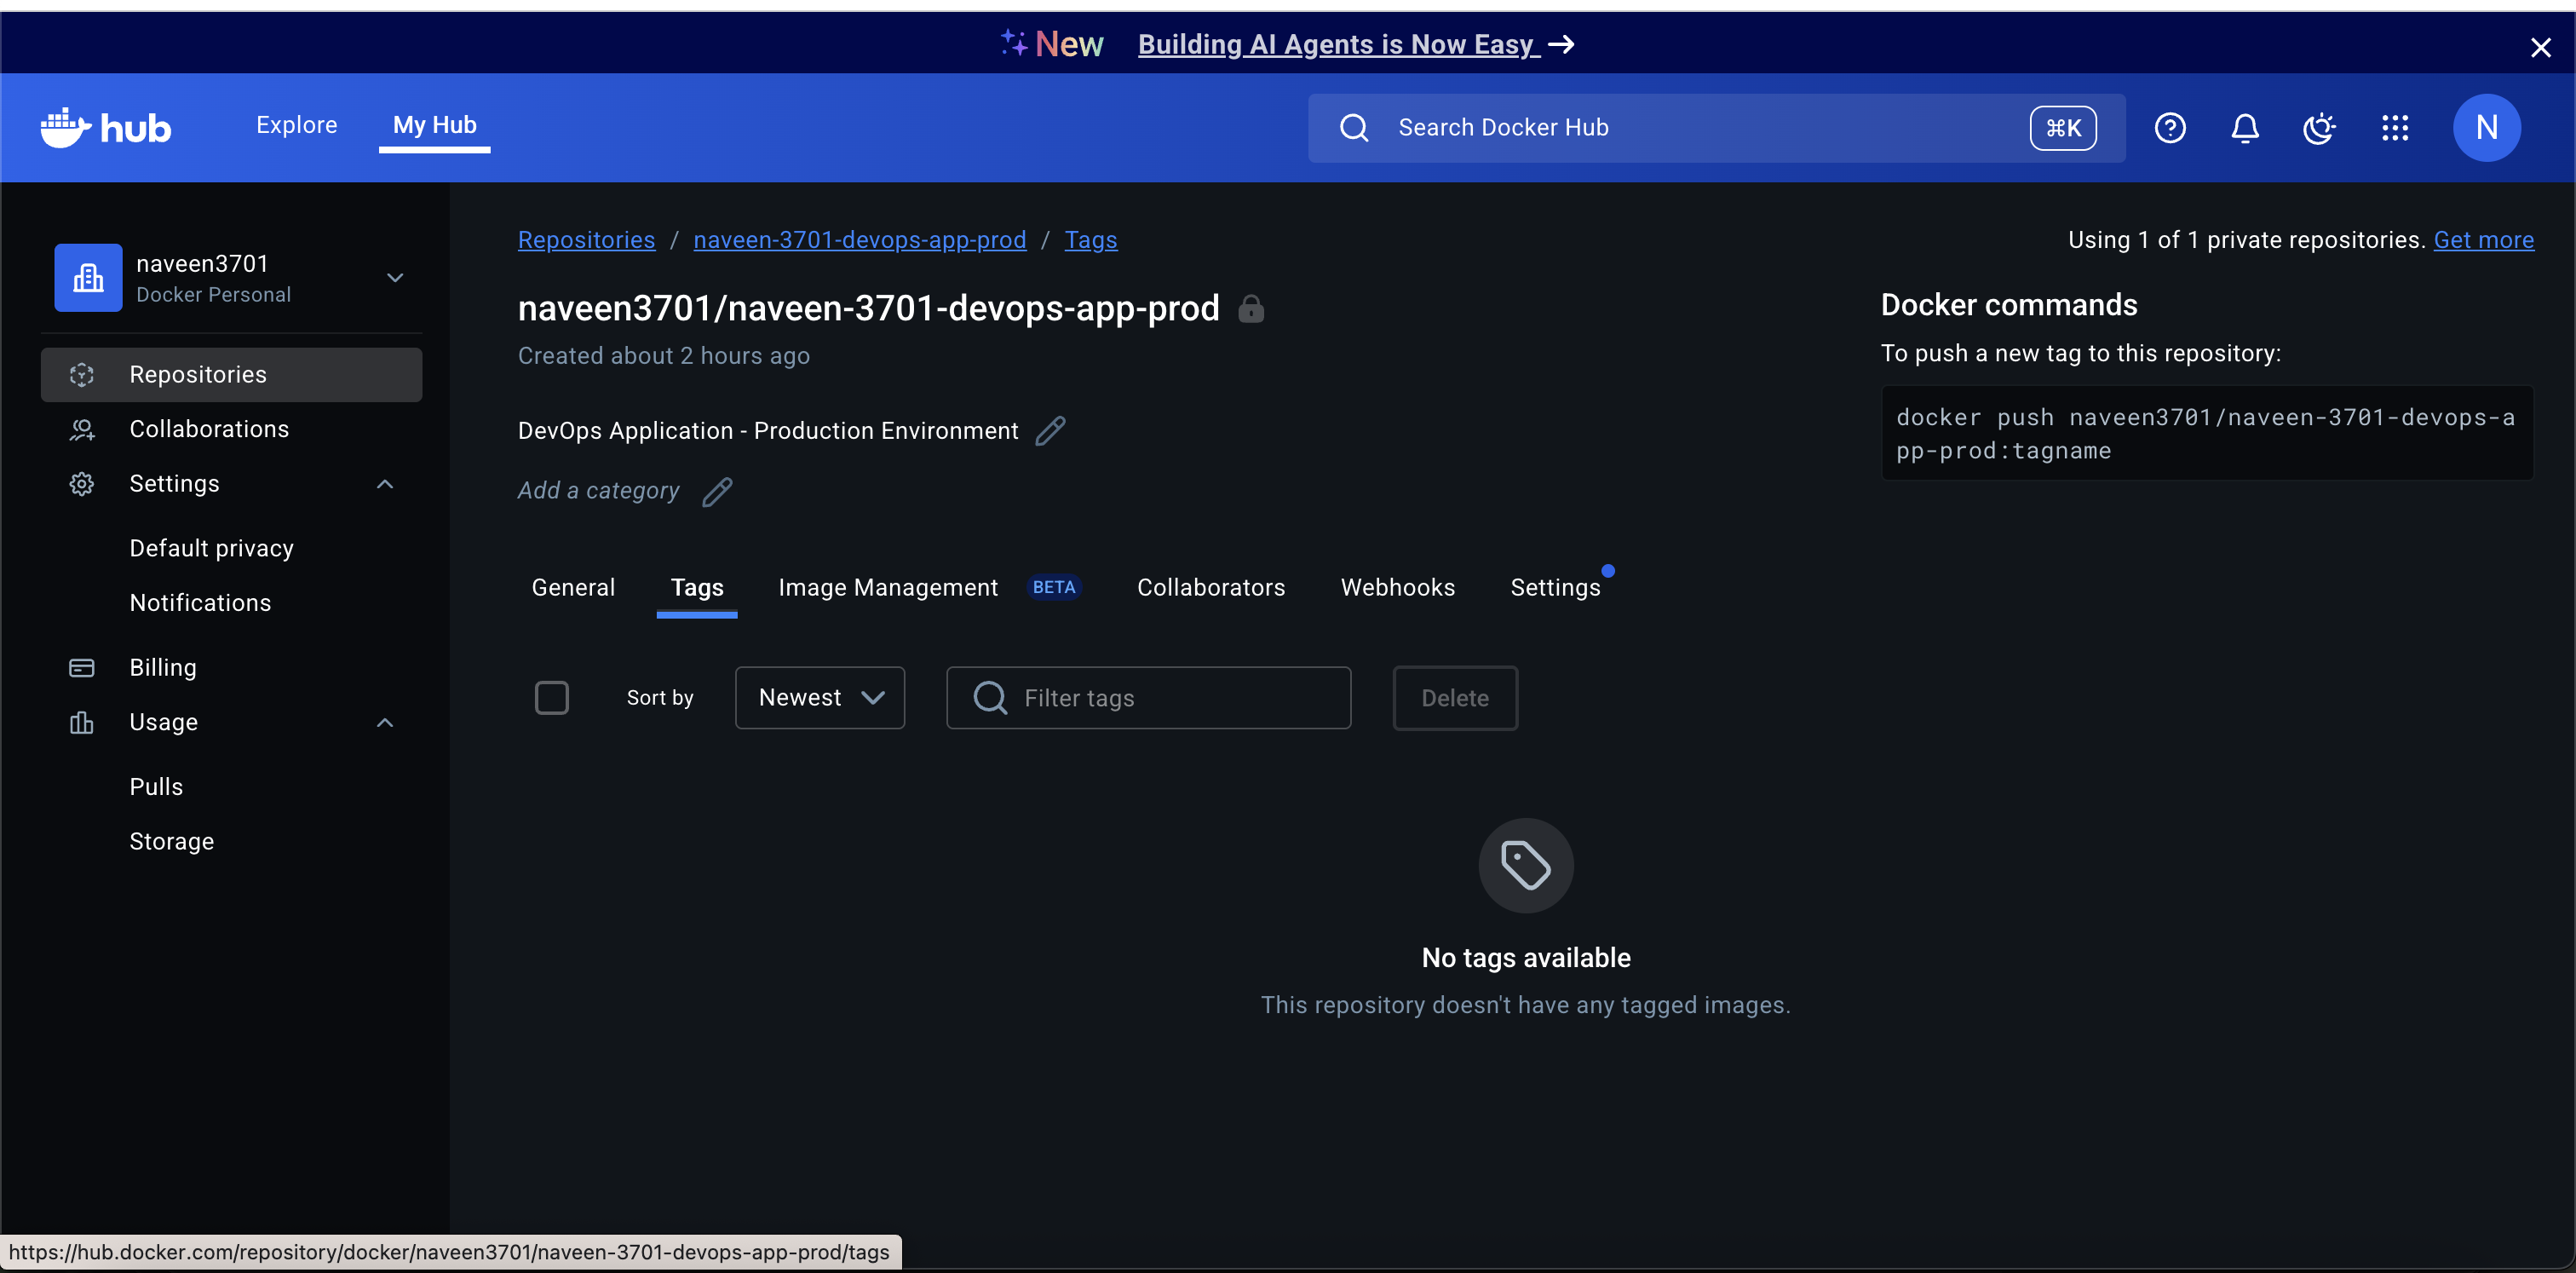 New Building AI Agents is Now Easy
hub
Explore
My Hub
Search Docker Hub
⌘K
N
naveen3701
Docker Personal
Repositories
Collaborations
Settings
Default privacy
Notifications
Billing
Usage
Pulls
Storage
Repositories / naveen-3701-devops-app-prod / Tags
Using 1 of 1 private repositories. Get more
naveen3701/naveen-3701-devops-app-prod
Created about 2 hours ago
DevOps Application - Production Environment
Add a category
Docker commands
To push a new tag to this repository:
docker push naveen3701/naveen-3701-devops-a
pp-prod:tagname
General
Tags
Image Management BETA
Collaborators
Webhooks
Settings
Sort by
Newest
Filter tags
Delete
No tags available
This repository doesn't have any tagged images.
https://hub.docker.com/repository/docker/naveen3701/naveen-3701-devops-app-prod/tags